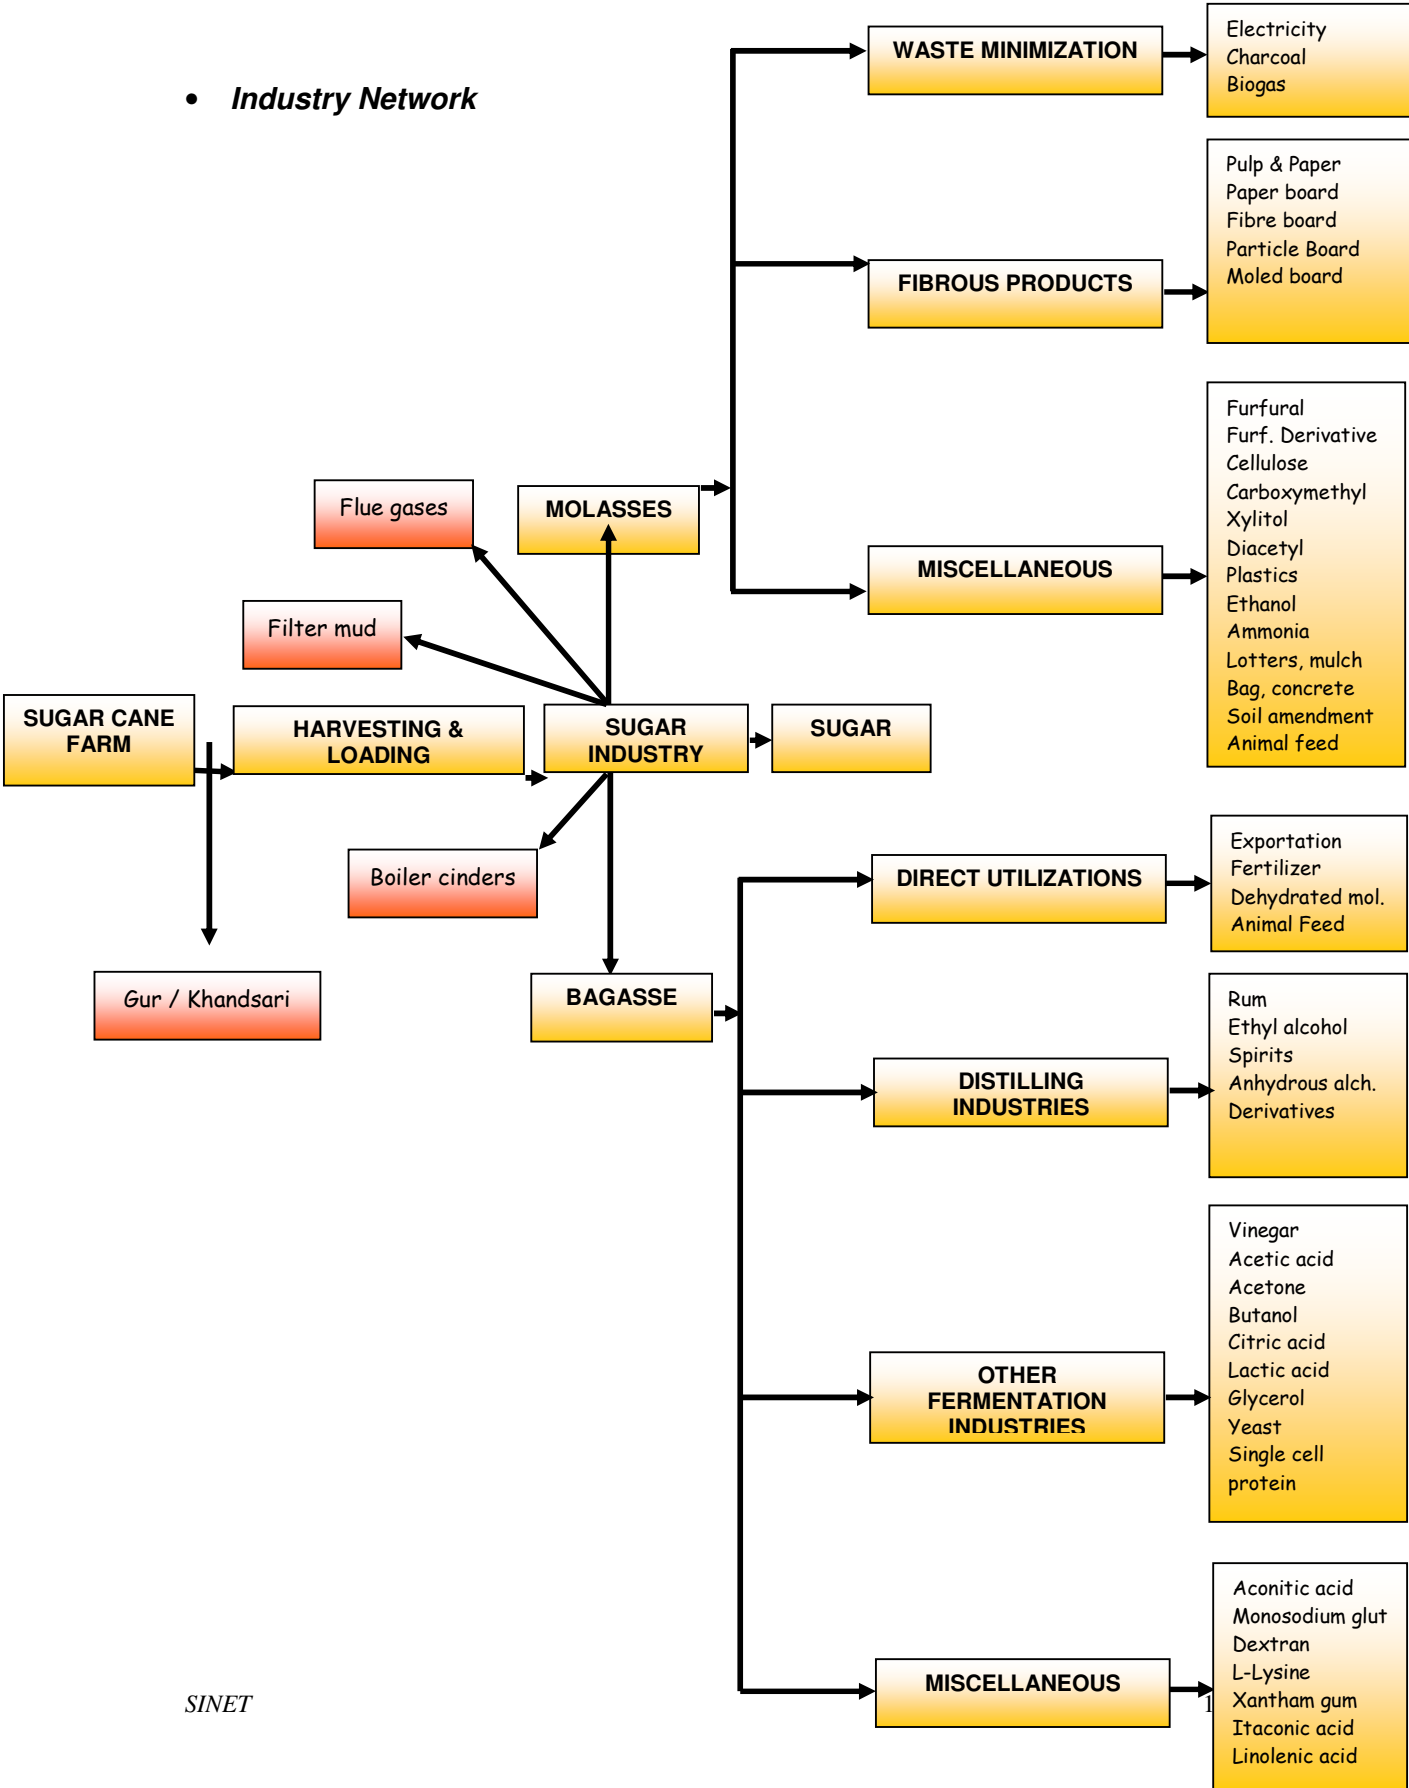 • Industry Network
WASTE MINIMIZATION
Electricity
Charcoal
Biogas
FIBROUS PRODUCTS
Pulp & Paper
Paper board
Fibre board
Particle Board
Moled board
MISCELLANEOUS
Furfural
Furf. Derivative
Cellulose
Carboxymethyl
Xylitol
Diacetyl
Plastics
Ethanol
Ammonia
Lotters, mulch
Bag, concrete
Soil amendment
Animal feed
Flue gases
MOLASSES
Filter mud
SUGAR CANE
FARM
HARVESTING &
LOADING
SUGAR
INDUSTRY
SUGAR
Boiler cinders
Gur / Khandsari
BAGASSE
DIRECT UTILIZATIONS
Exportation
Fertilizer
Dehydrated mol.
Animal Feed
DISTILLING
INDUSTRIES
Rum
Ethyl alcohol
Spirits
Anhydrous alch.
Derivatives
OTHER
FERMENTATION
INDUSTRIES
Vinegar
Acetic acid
Acetone
Butanol
Citric acid
Lactic acid
Glycerol
Yeast
Single cell
protein
MISCELLANEOUS
Aconitic acid
Monosodium glut
Dextran
L-Lysine
Xantham gum
Itaconic acid
Linolenic acid
SINET
1